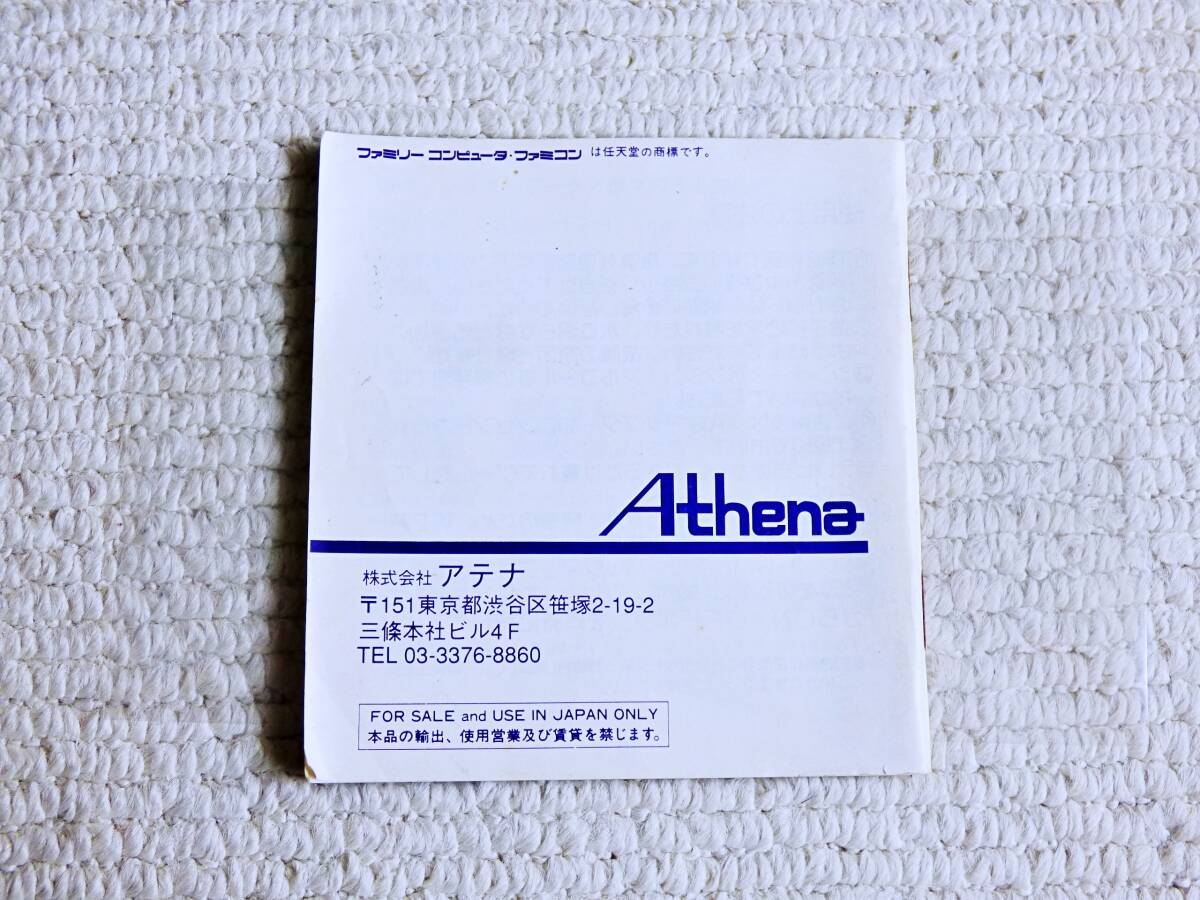 ファミリー コンピュータ・ファミコン は任天堂の商標です。
Athena
株式会社 アテナ
〒151東京都渋谷区笹塚2-19-2
三條本社ビル4F
TEL 03-3376-8860
FOR SALE and USE IN JAPAN ONLY
本品の輸出、使用営業及び賃貸を禁じます。